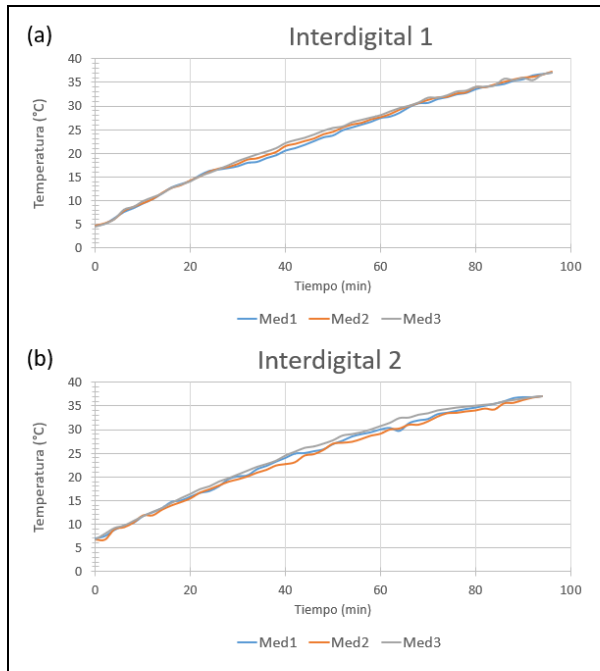 (a)
Interdigital 1
Temperatura (°C)
40
35
30
25
20
15
10
5
0
0 20 40 60 80 100
Tiempo (min)
Med1 Med2 Med3
(b)
Interdigital 2
Temperatura (°C)
40
35
30
25
20
15
10
5
0
0 20 40 60 80 100
Tiempo (min)
Med1 Med2 Med3